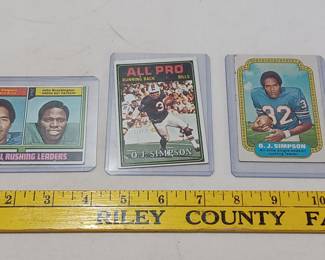 John Brockington
L RUSHING LEADERS
ALL PRO
RUNNING BACK
BILLS
O. J. SIMPSON
32
O. J. SIMPSON
1 2 3 4 5 6 7 8 9 10
RILEY COUNTY FA